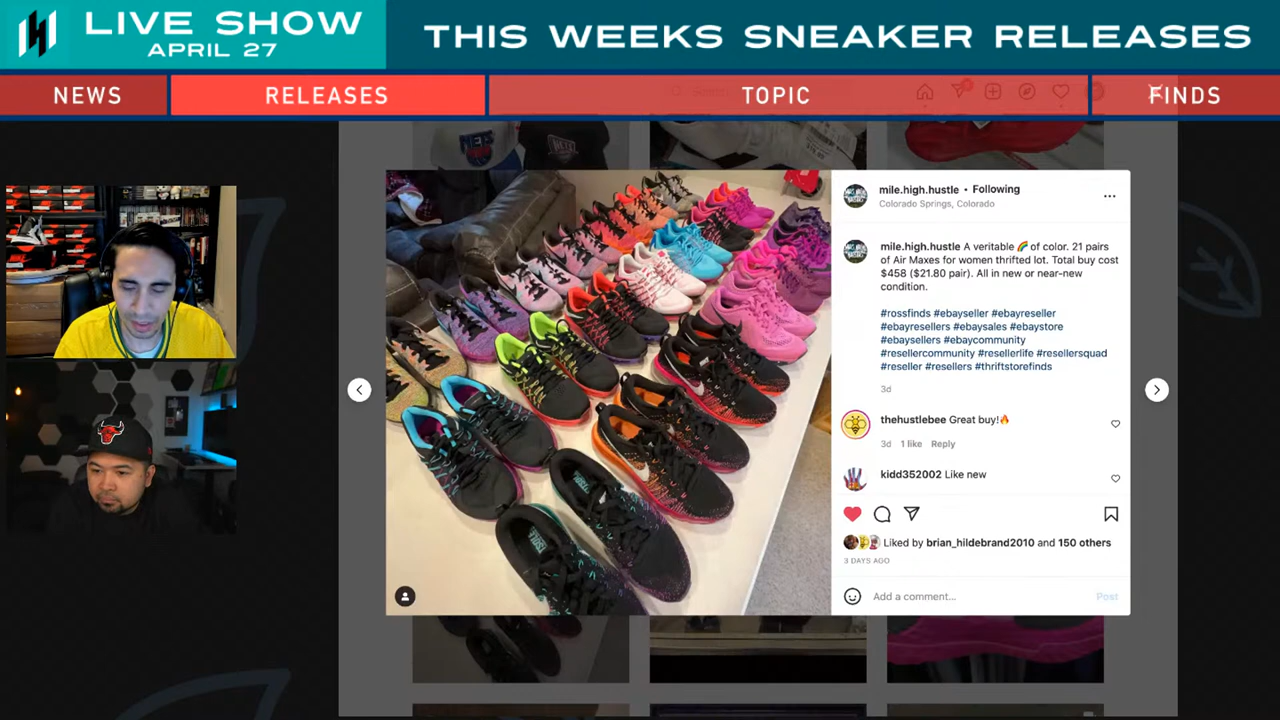 LIVE SHOW
APRIL 27
THIS WEEKS SNEAKER RELEASES
NEWS
RELEASES
TOPIC
FINDS
NETS
mile.high.hustle • Following
Colorado Springs, Colorado
mile.high.hustle A veritable 🌈 of color. 21 pairs
of Air Maxes for women thrifted lot. Total buy cost
$458 ($21.80 pair). All in new or near-new
condition.
#rossfinds #ebayseller #ebayreseller
#ebayresellers #ebaysales #ebaystore
#ebaysellers #ebaycommunity
#resellercommunity #resellerlife #resellersquad
#reseller #resellers #thriftstorefinds
3d
thehustlebee Great buy!🔥
3d 1 like Reply
kidd352002 Like new
Liked by brian_hildebrand2010 and 150 others
3 DAYS AGO
Add a comment...
Post